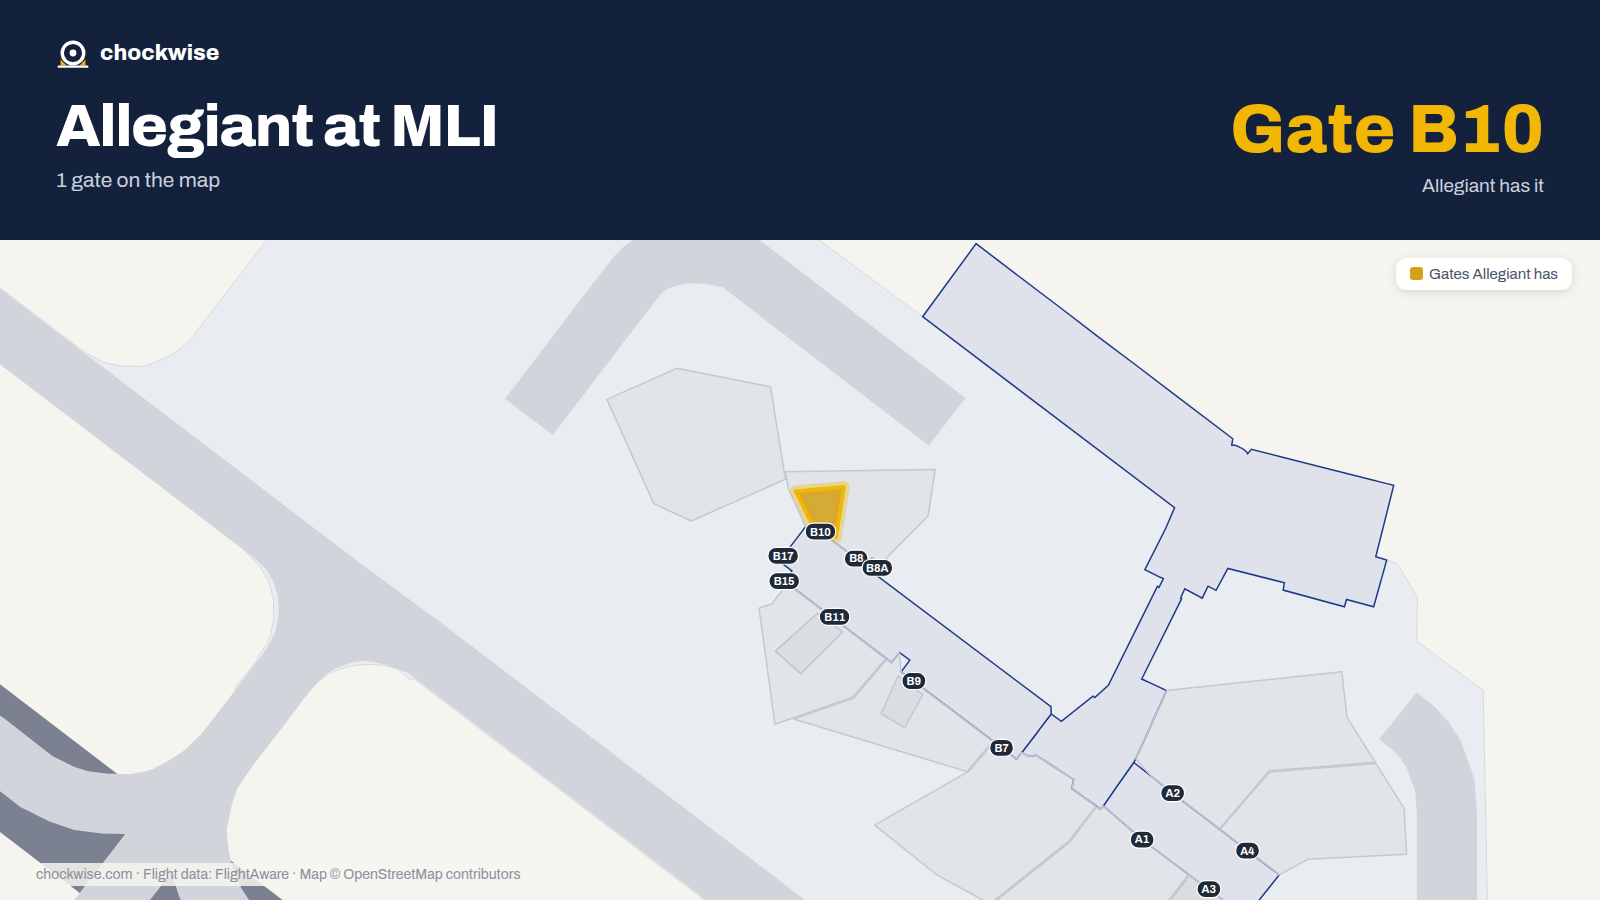 chockwise
Allegiant at MLI
1 gate on the map
Gate B10
Allegiant has it
Gates Allegiant has
B10
B17
B8
B8A
B15
B11
B9
B7
A2
A1
A4
A3
chockwise.com · Flight data: FlightAware · Map © OpenStreetMap contributors